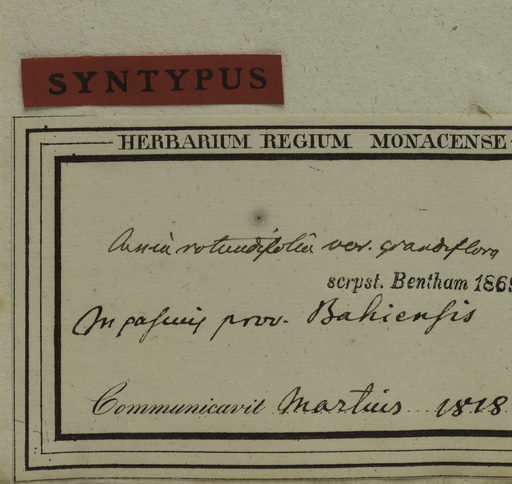 SYNTYPUS
HERBARIUM REGIUM MONACENSE
Cassia rotundifolia var. grandiflora
scrpst. Bentham 1869
In pascuis prov. Bahiensis
Communicavit Martius 1818